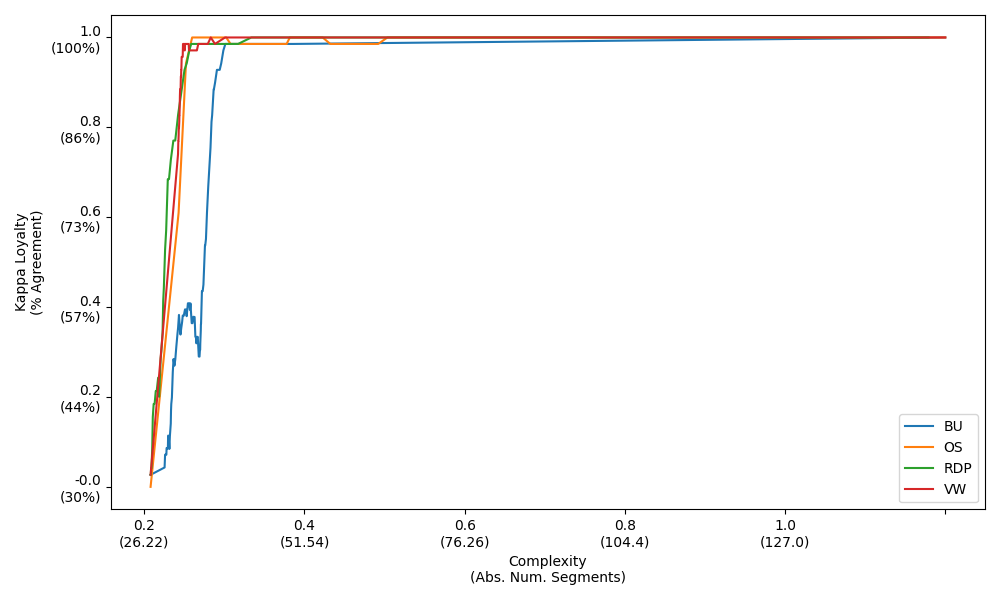 1.0
(100%)
0.8
(86%)
0.6
(73%)
0.4
(57%)
0.2
(44%)
-0.0
(30%)
Kappa Loyalty
(% Agreement)
0.2
(26.22)
0.4
(51.54)
0.6
(76.26)
0.8
(104.4)
1.0
(127.0)
Complexity
(Abs. Num. Segments)
BU
OS
RDP
VW